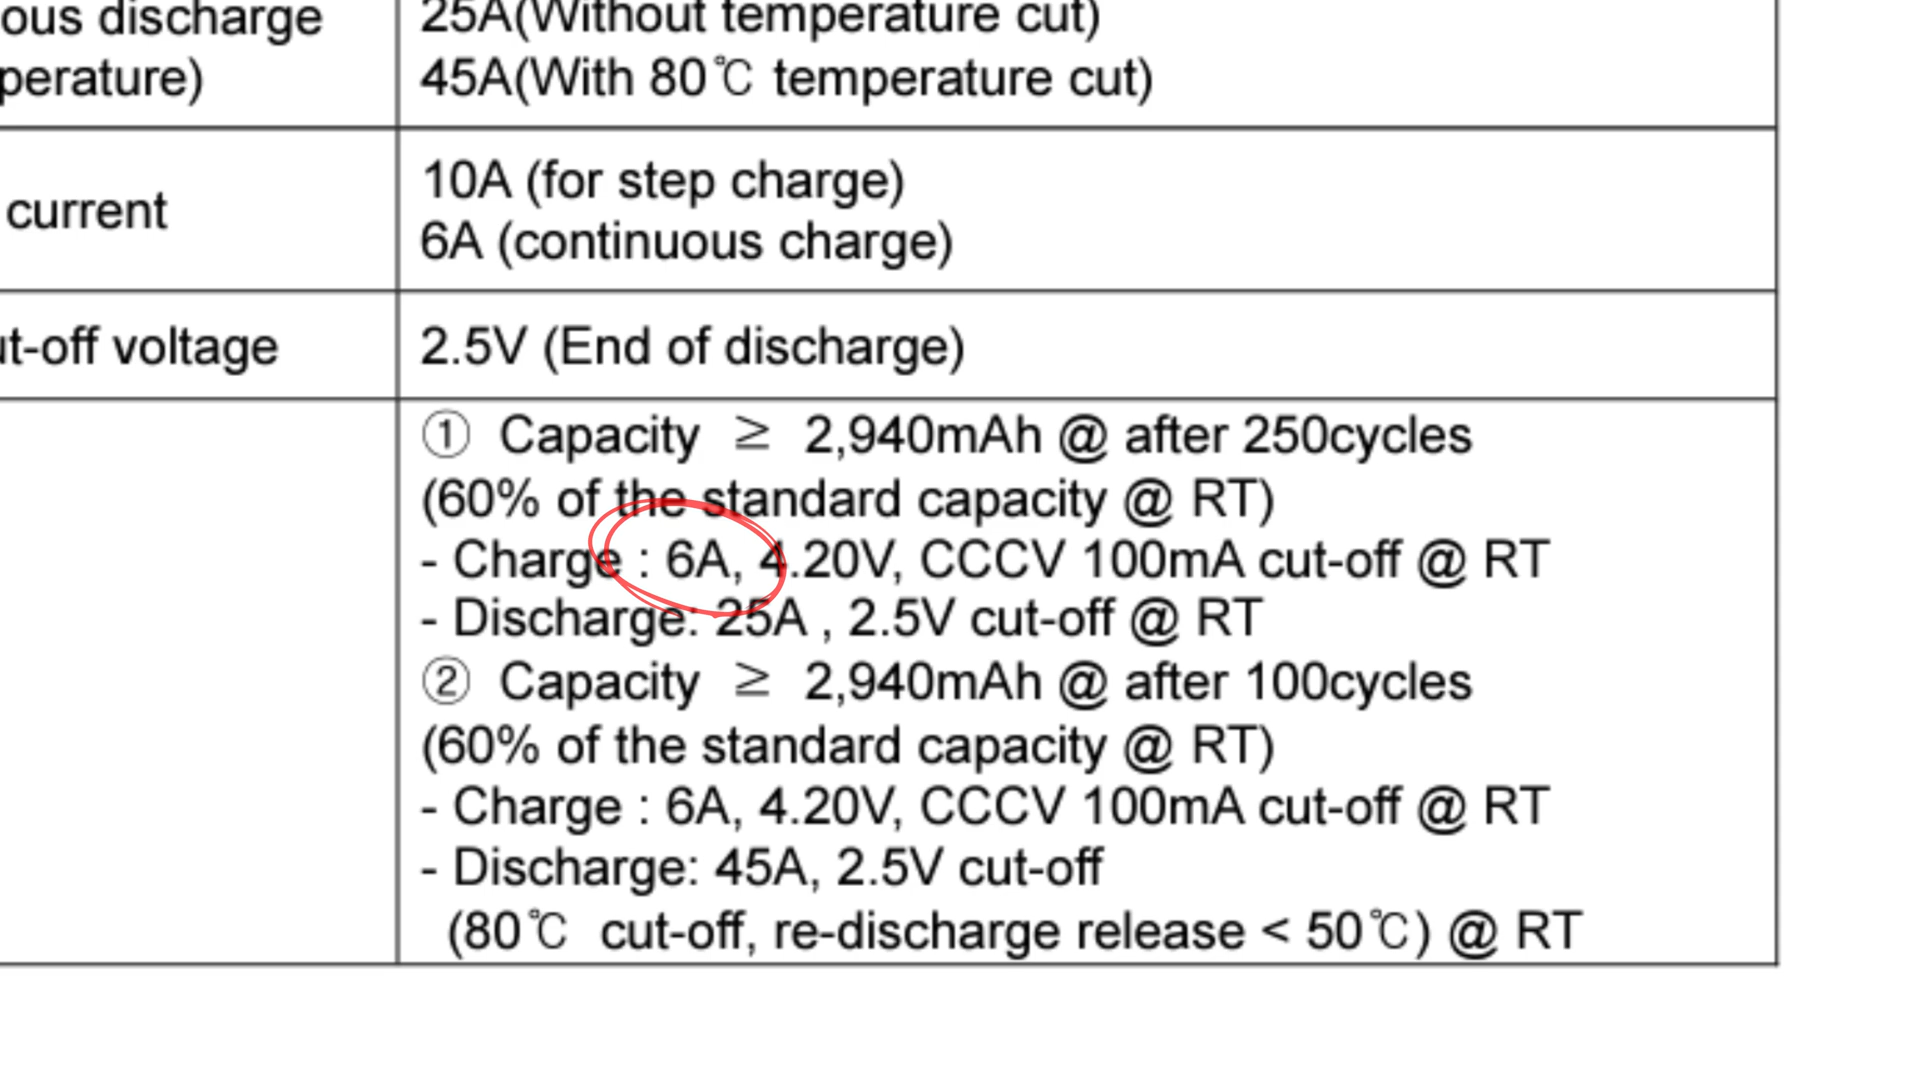 ous discharge
perature)
25A(Without temperature cut)
45A(With 80℃ temperature cut)
current
10A (for step charge)
6A (continuous charge)
ut-off voltage
2.5V (End of discharge)
① Capacity ≥ 2,940mAh @ after 250cycles
(60% of the standard capacity @ RT)
- Charge : 6A, 4.20V, CCCV 100mA cut-off @ RT
- Discharge: 25A , 2.5V cut-off @ RT
② Capacity ≥ 2,940mAh @ after 100cycles
(60% of the standard capacity @ RT)
- Charge : 6A, 4.20V, CCCV 100mA cut-off @ RT
- Discharge: 45A, 2.5V cut-off
(80℃ cut-off, re-discharge release < 50℃) @ RT